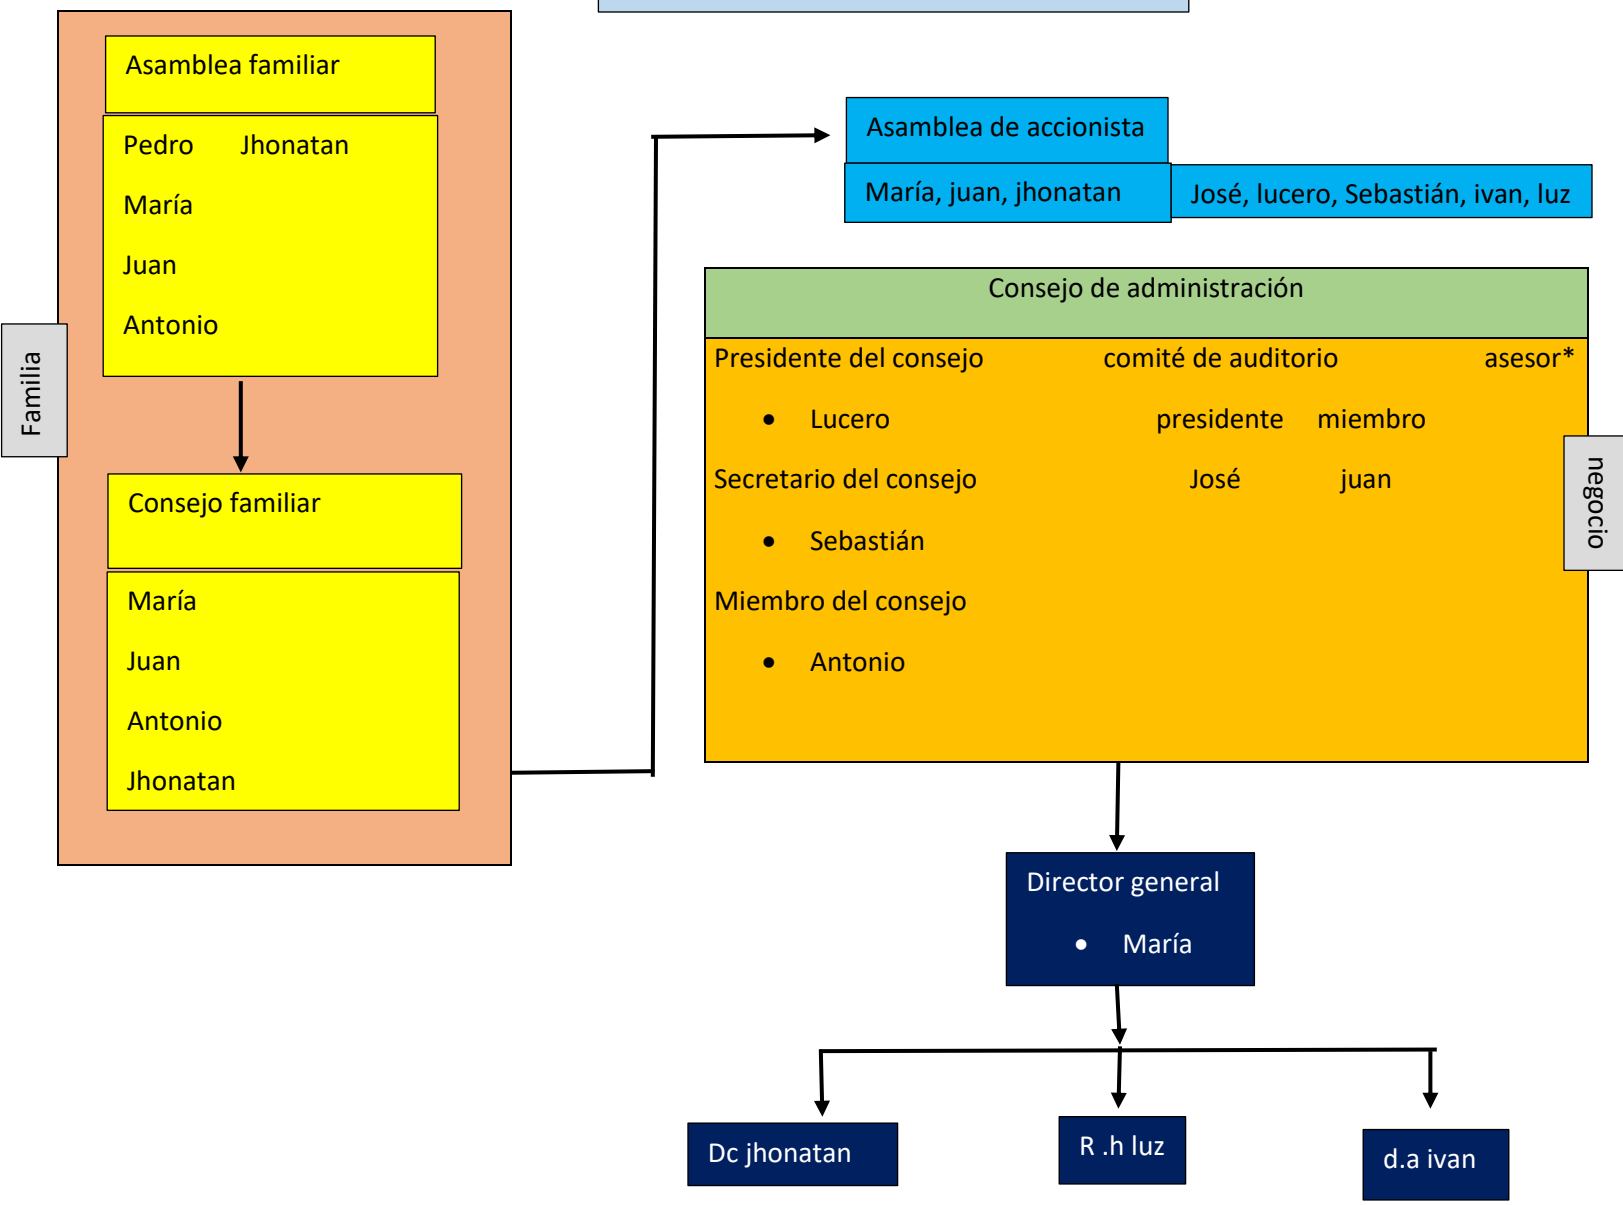 Asamblea familiar
Pedro Jhonatan
María
Juan
Antonio
Familia
Consejo familiar
María
Juan
Antonio
Jhonatan
Asamblea de accionista
María, juan, jhonatan
José, lucero, Sebastián, ivan, luz
Consejo de administración
Presidente del consejo comité de auditorio asesor*
• Lucero presidente miembro
Secretario del consejo José juan
• Sebastián
Miembro del consejo
• Antonio
negocio
Director general
• María
Dc jhonatan
R .h luz
d.a ivan